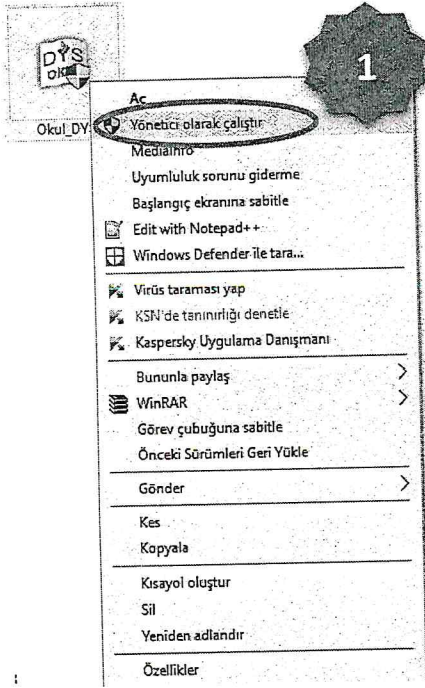 DYS
OK
1
Okul_DY
Aç
Yönetici olarak çalıştır
MediaInfo
Uyumluluk sorunu giderme
Başlangıç ekranına sabitle
Edit with Notepad++
Windows Defender ile tara...
Virüs taraması yap
KSN'de tanınırlığı denetle
Kaspersky Uygulama Danışmanı
Bununla paylaş
WinRAR
Görev çubuğuna sabitle
Önceki Sürümleri Geri Yükle
Gönder
Kes
Kopyala
Kısayol oluştur
Sil
Yeniden adlandır
Özellikler